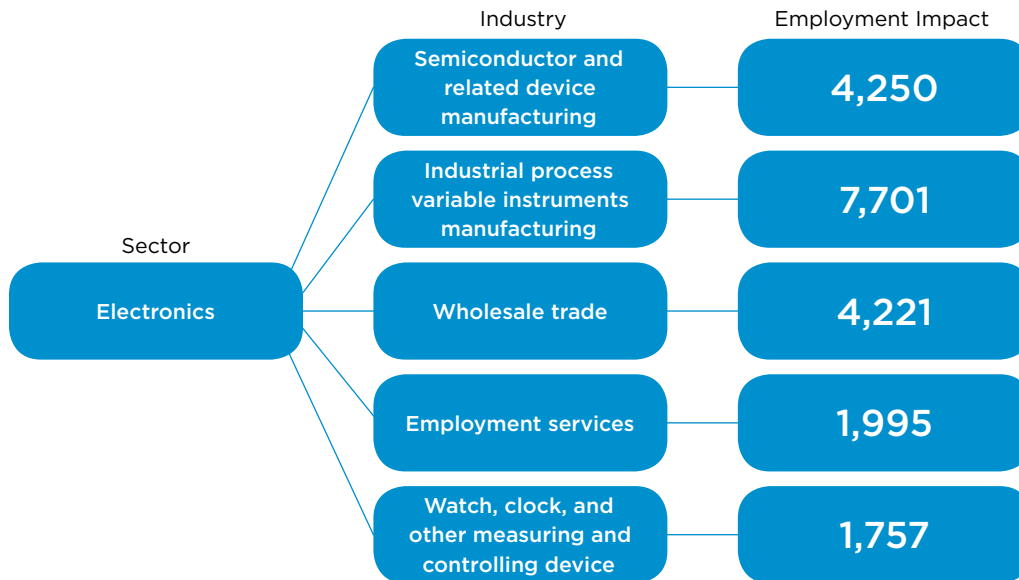 Industry
Employment Impact
Semiconductor and
related device
manufacturing
4,250
Industrial process
variable instruments
manufacturing
7,701
Sector
Electronics
Wholesale trade
4,221
Employment services
1,995
Watch, clock, and
other measuring and
controlling device
1,757